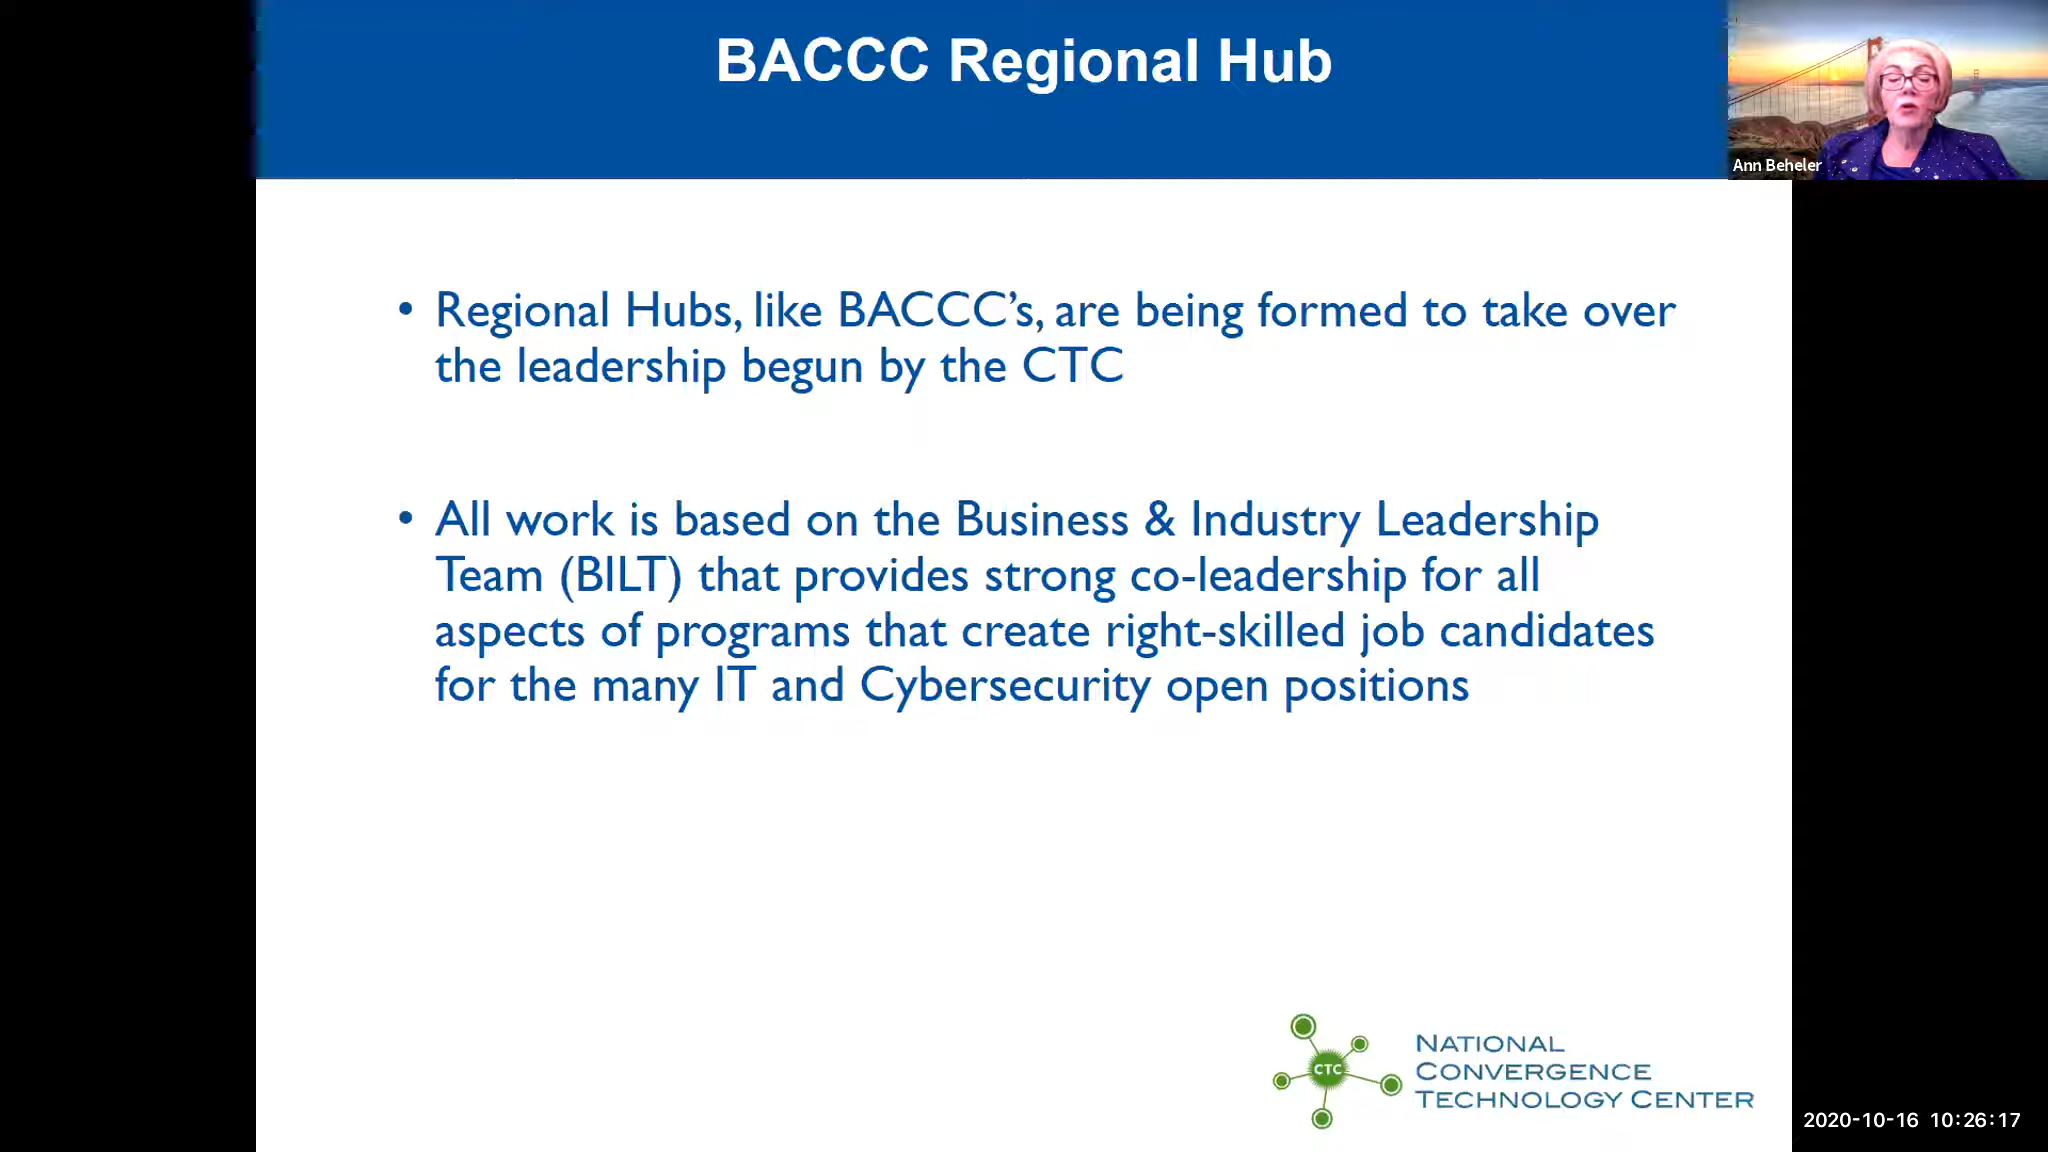 BACCC Regional Hub
Ann Beheler
• Regional Hubs, like BACCC’s, are being formed to take over
the leadership begun by the CTC
• All work is based on the Business & Industry Leadership
Team (BILT) that provides strong co-leadership for all
aspects of programs that create right-skilled job candidates
for the many IT and Cybersecurity open positions
CTC
NATIONAL
CONVERGENCE
TECHNOLOGY CENTER
2020-10-16 10:26:17